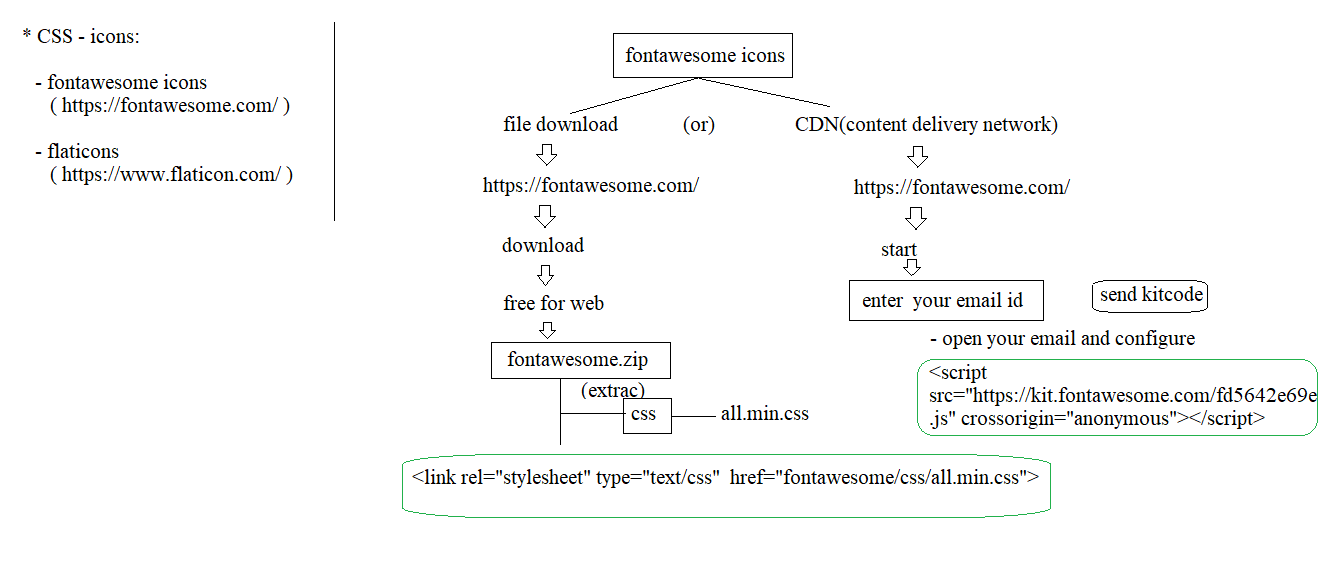 * CSS - icons:
- fontawesome icons
( https://fontawesome.com/ )
- flaticons
( https://www.flaticon.com/ )
fontawesome icons
file download
(or)
CDN(content delivery network)
https://fontawesome.com/
download
free for web
fontawesome.zip
(extrac)
css
all.min.css
<link rel="stylesheet" type="text/css" href="fontawesome/css/all.min.css">
https://fontawesome.com/
start
enter your email id
send kitcode
- open your email and configure
<script
src="https://kit.fontawesome.com/fd5642e69e
.js" crossorigin="anonymous"></script>